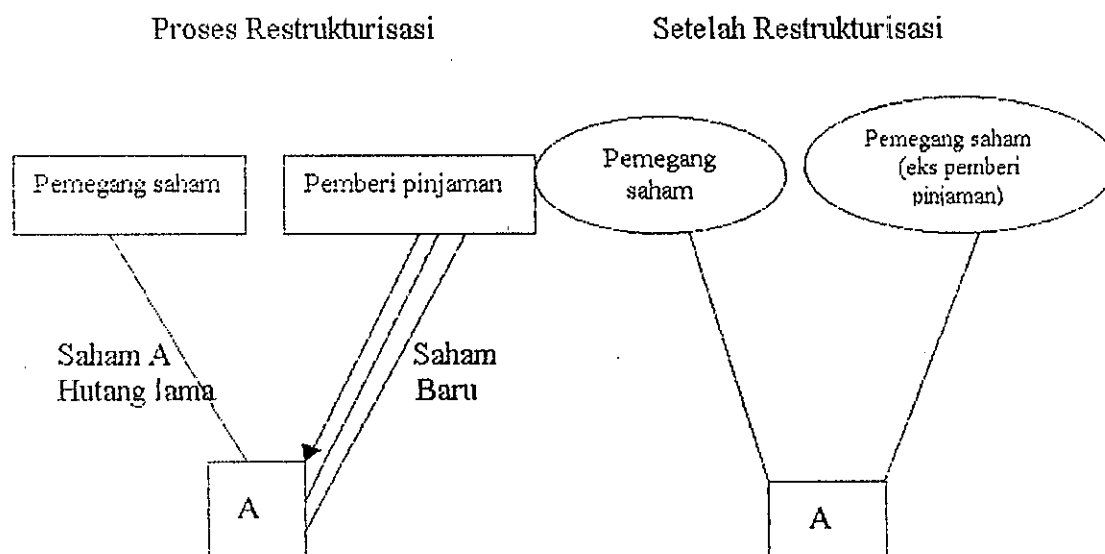 Proses Restrukturisasi
Setelah Restrukturisasi
Pemegang saham
Pemberi pinjaman
Pemegang
saham
Pemegang saham
(eks pemberi
pinjaman)
Saham A
Hutang lama
Saham
Baru
A
A